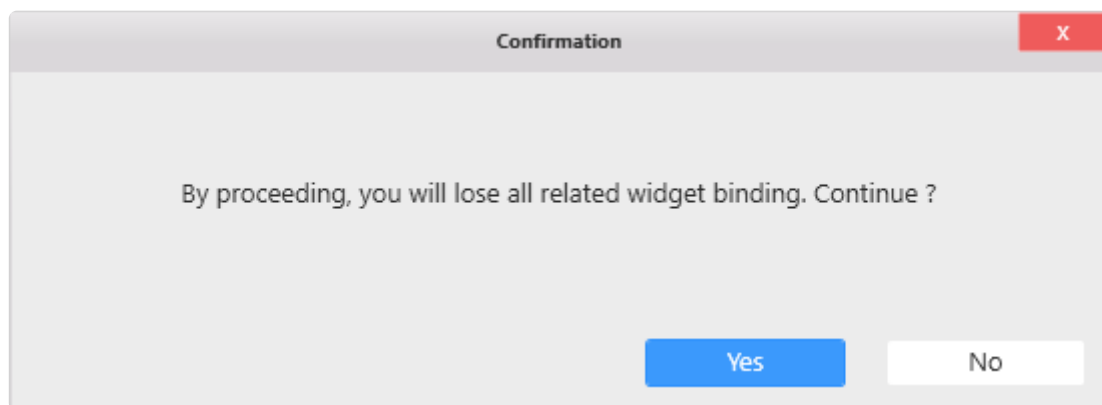 Confirmation
X
By proceeding, you will lose all related widget binding. Continue ?
Yes
No